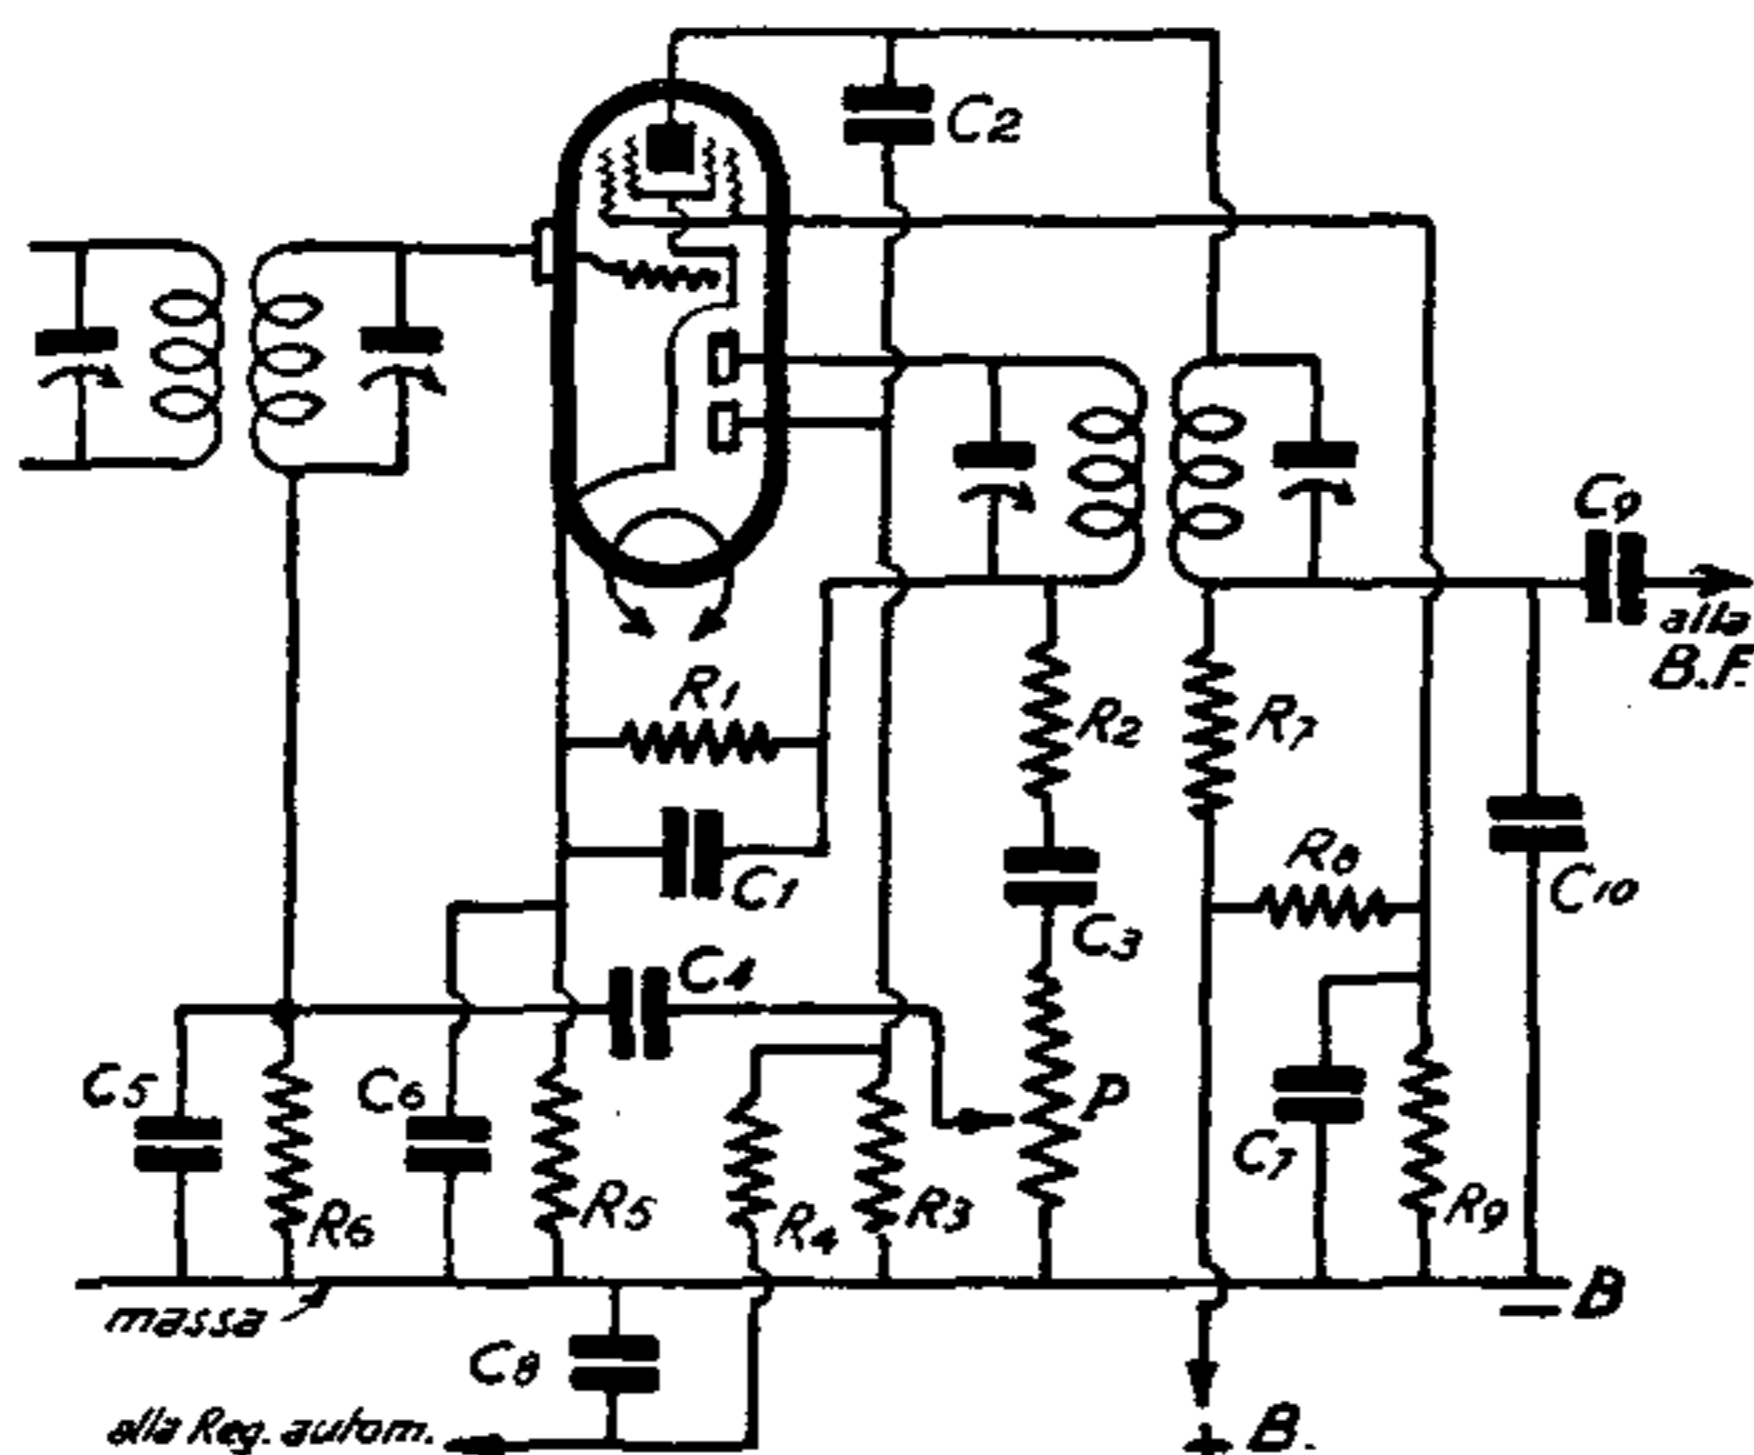 C2
C9
alla
B.F.
R1
R2
R7
C1
R8
C10
C3
C4
C5
C6
P
C7
R6
R5
R4
R3
R9
massa
– B
C8
alla Reg. autom.
+ B.